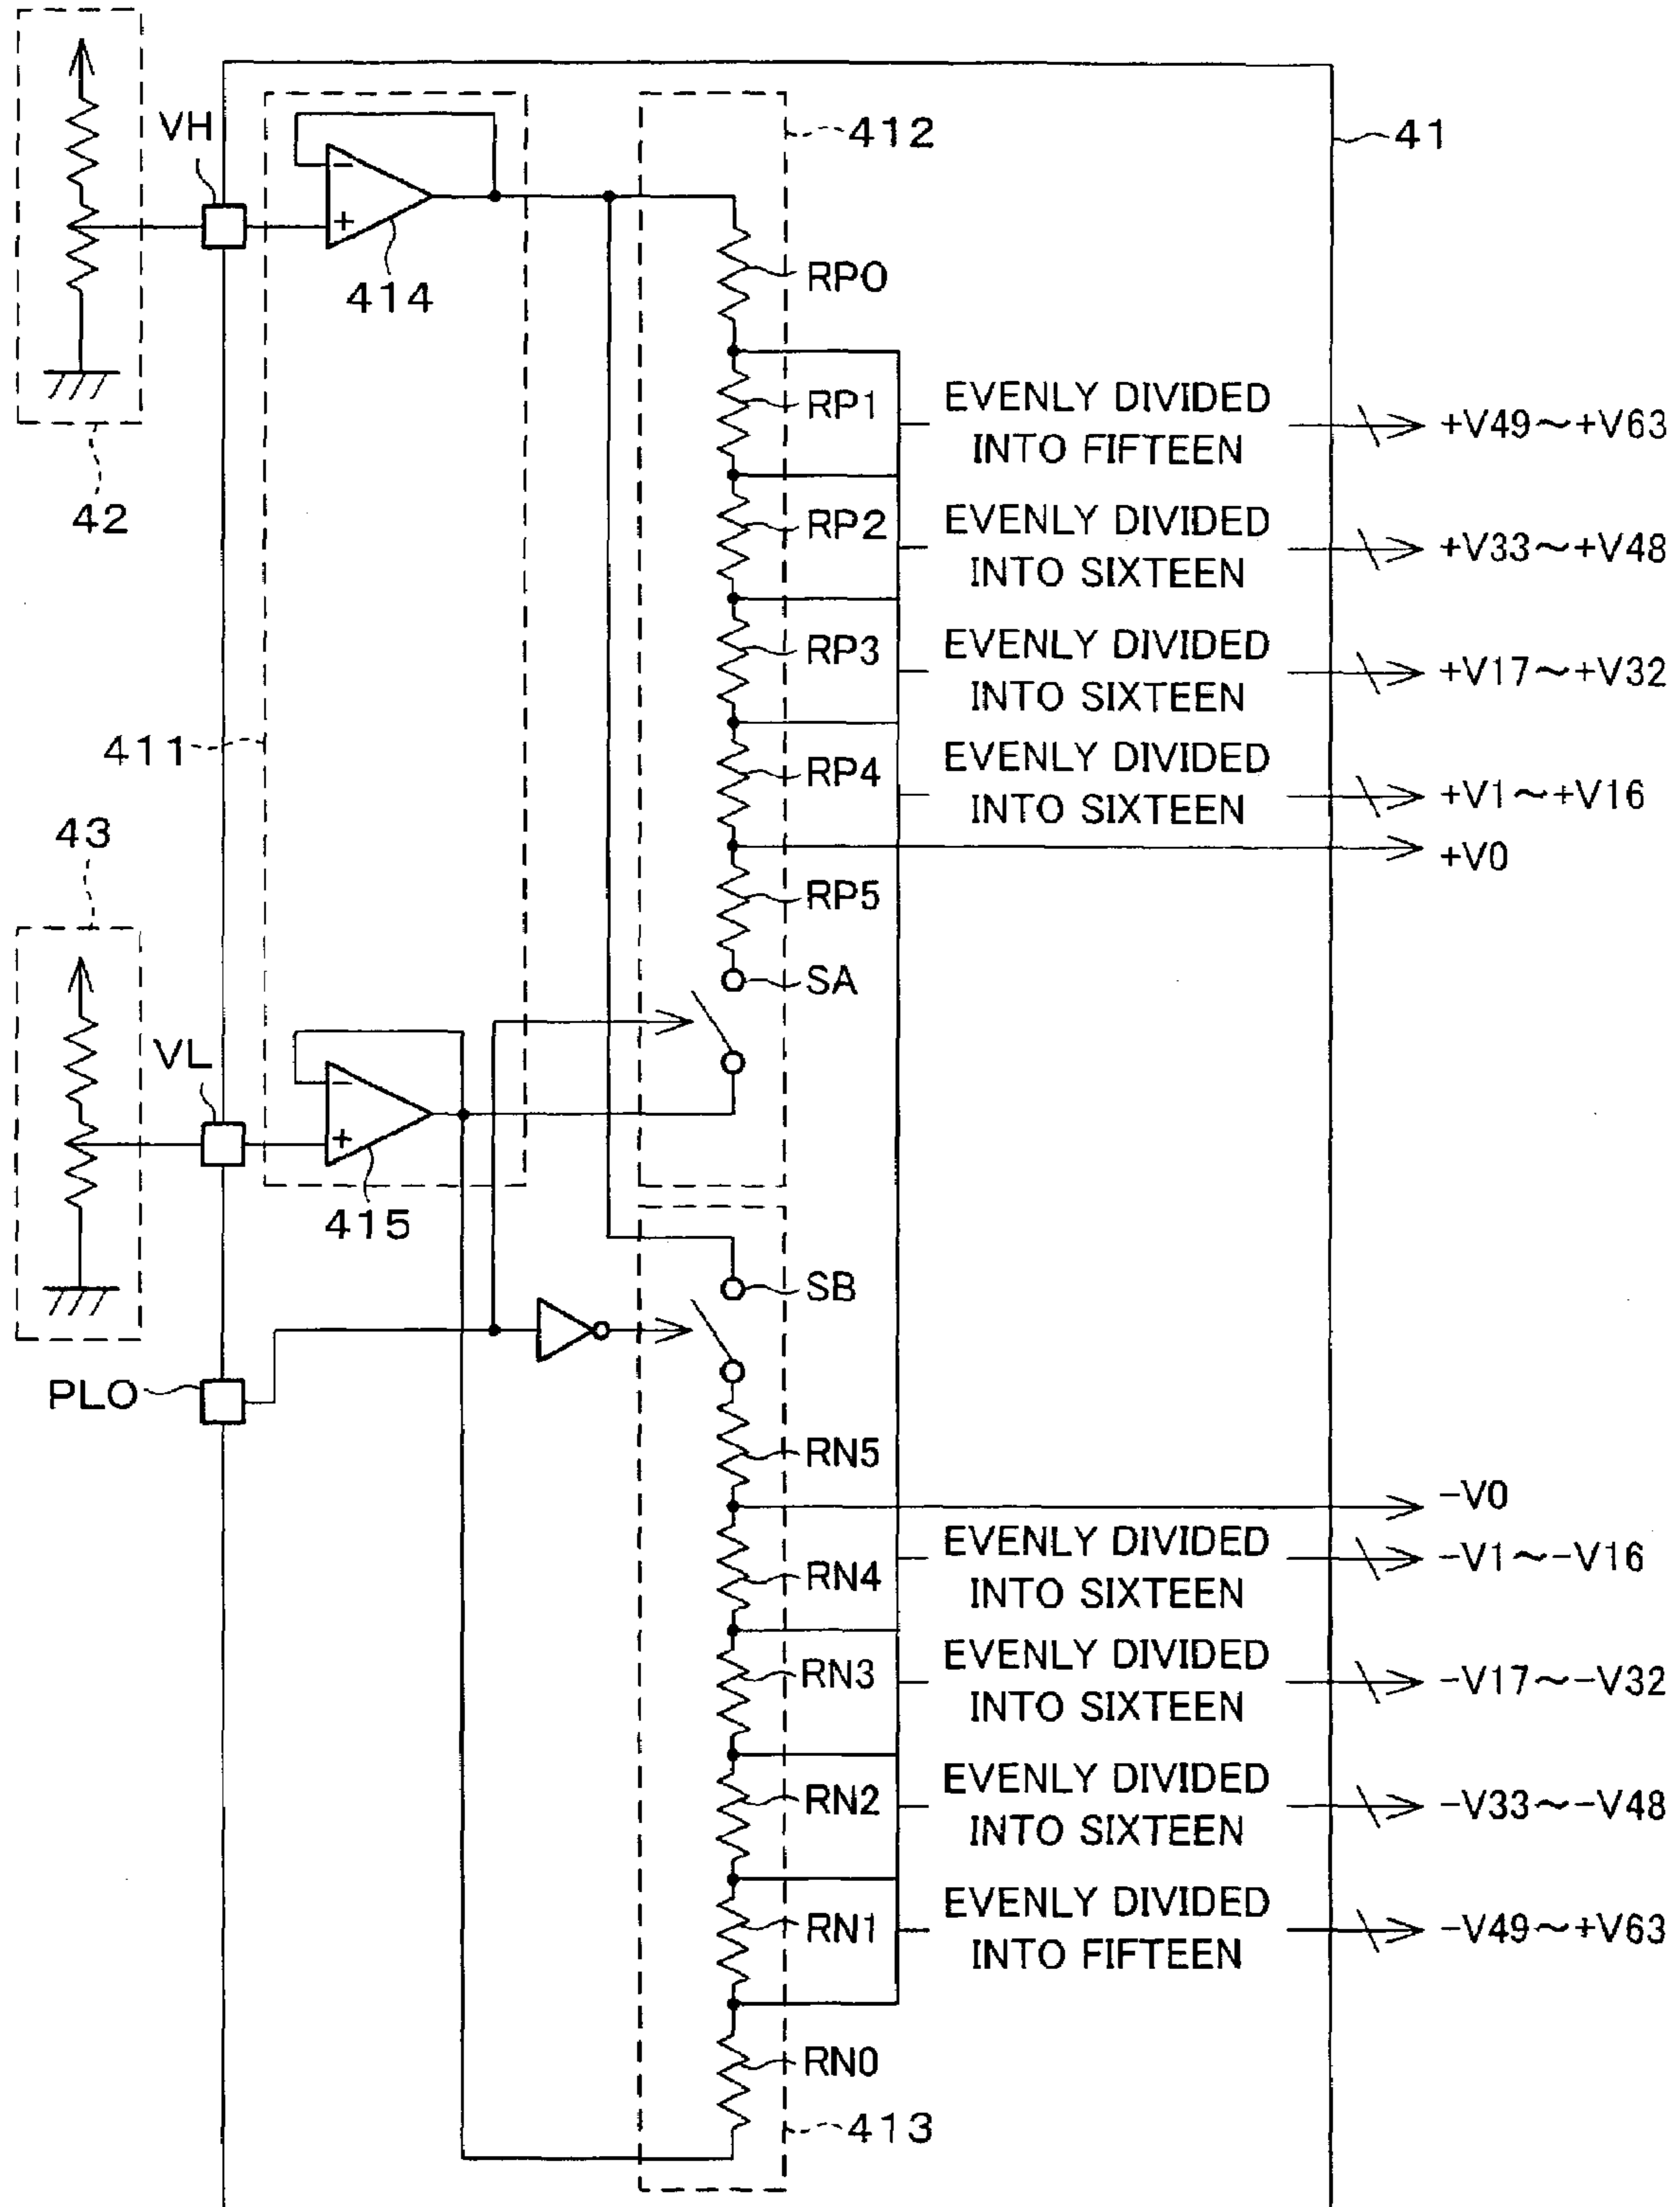 VH
412
41
−
+
414
RP0
RP1
EVENLY DIVIDED
INTO FIFTEEN
+V49~+V63
42
RP2
EVENLY DIVIDED
INTO SIXTEEN
+V33~+V48
RP3
EVENLY DIVIDED
INTO SIXTEEN
+V17~+V32
411
RP4
EVENLY DIVIDED
INTO SIXTEEN
+V1~+V16
+V0
43
RP5
SA
VL
−
+
415
SB
PLO
RN5
−V0
RN4
EVENLY DIVIDED
INTO SIXTEEN
−V1~−V16
RN3
EVENLY DIVIDED
INTO SIXTEEN
−V17~−V32
RN2
EVENLY DIVIDED
INTO SIXTEEN
−V33~−V48
RN1
EVENLY DIVIDED
INTO FIFTEEN
−V49~+V63
RN0
413